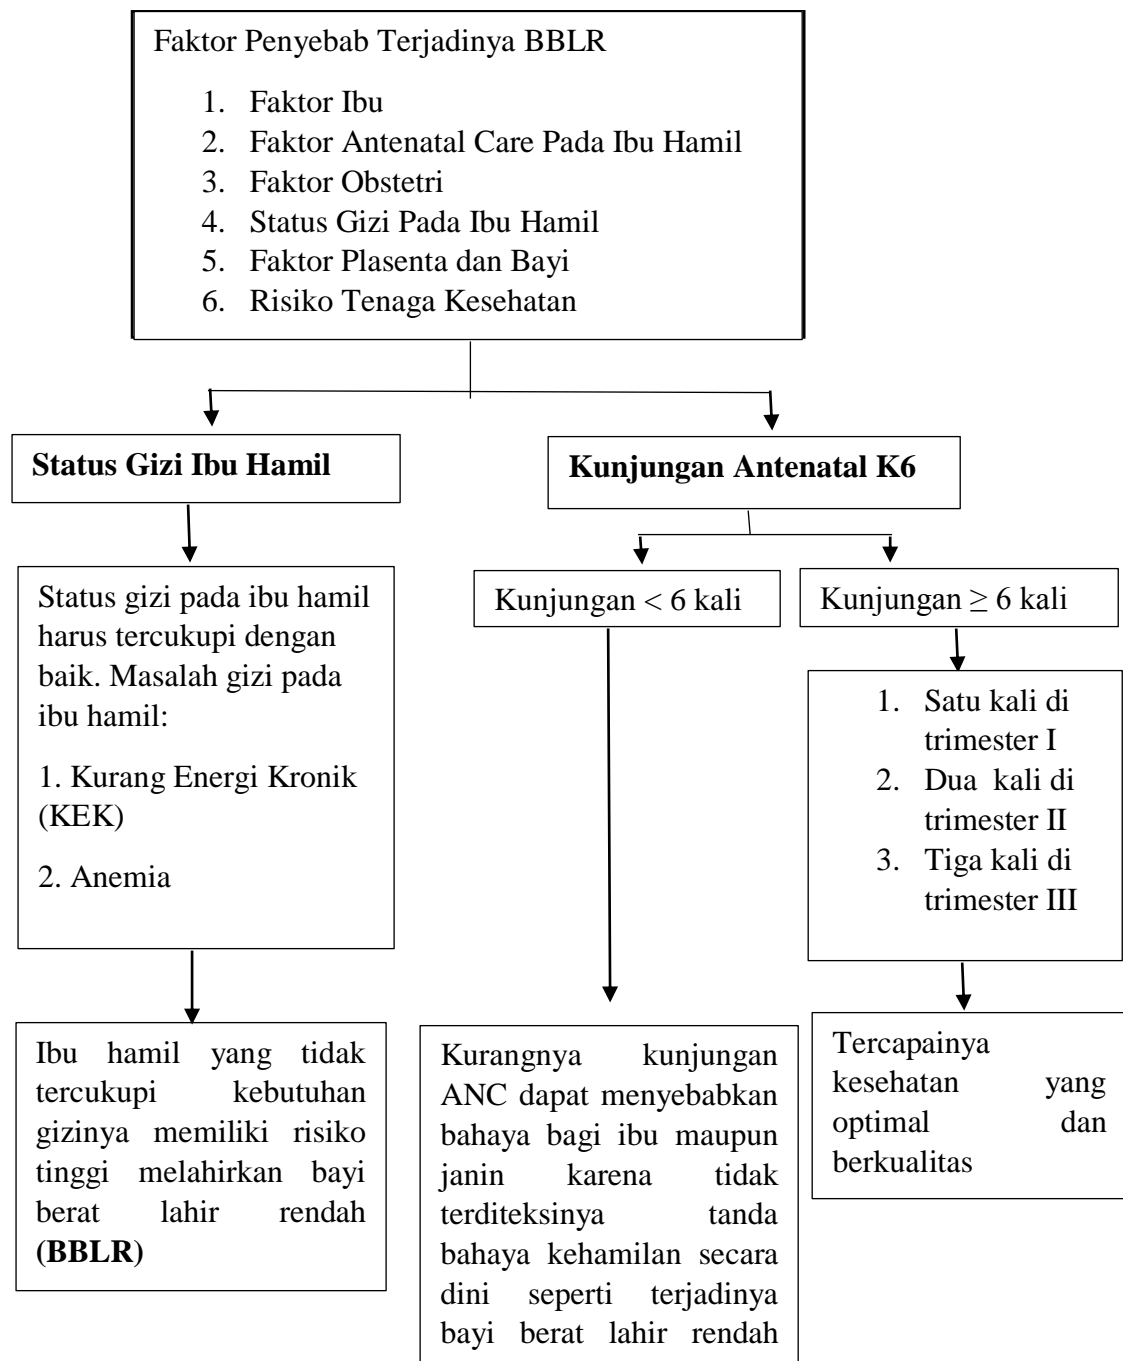 Faktor Penyebab Terjadinya BBLR
1. Faktor Ibu
2. Faktor Antenatal Care Pada Ibu Hamil
3. Faktor Obstetri
4. Status Gizi Pada Ibu Hamil
5. Faktor Plasenta dan Bayi
6. Risiko Tenaga Kesehatan
Status Gizi Ibu Hamil
Kunjungan Antenatal K6
Status gizi pada ibu hamil
harus tercukupi dengan
baik. Masalah gizi pada
ibu hamil:
1. Kurang Energi Kronik
(KEK)
2. Anemia
Kunjungan < 6 kali
Kunjungan ≥ 6 kali
1. Satu kali di
trimester I
2. Dua kali di
trimester II
3. Tiga kali di
trimester III
Ibu hamil yang tidak
tercukupi kebutuhan
gizinya memiliki risiko
tinggi melahirkan bayi
berat lahir rendah
(BBLR)
Kurangnya kunjungan
ANC dapat menyebabkan
bahaya bagi ibu maupun
janin karena tidak
terditeksinya tanda
bahaya kehamilan secara
dini seperti terjadinya
bayi berat lahir rendah
Tercapainya
kesehatan yang
optimal dan
berkualitas